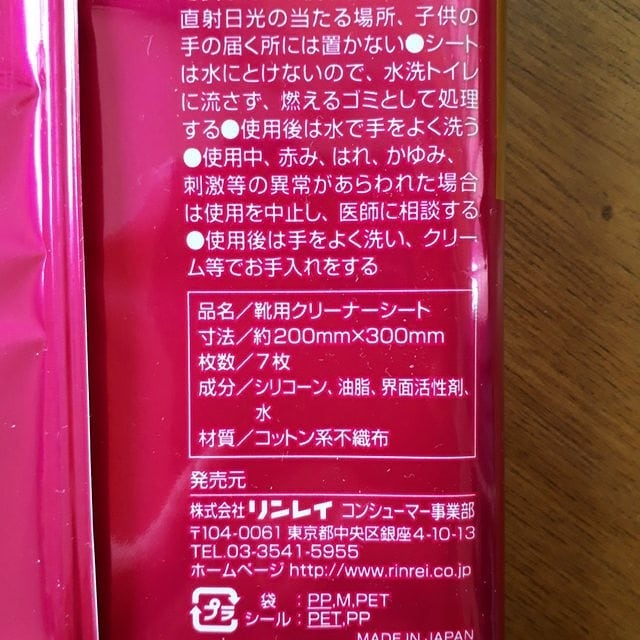 直射日光の当たる場所、子供の
手の届く所には置かない●シート
は水にとけないので、水洗トイレ
に流さず、燃えるゴミとして処理
する●使用後は水で手をよく洗う
●使用中、赤み、はれ、かゆみ、
刺激等の異常があらわれた場合
は使用を中止し、医師に相談する
●使用後は手をよく洗い、クリー
ム等でお手入れをする
品名／靴用クリーナーシート
寸法／約200mm×300mm
枚数／7枚
成分／シリコーン、油脂、界面活性剤、
水
材質／コットン系不織布
発売元
株式会社リンレイ コンシューマー事業部
〒104-0061 東京都中央区銀座4-10-13
TEL.03-3541-5955
ホームページ http://www.rinrei.co.jp
プラ
袋 : PP,M,PET
シール : PET,PP
MADE IN JAPAN